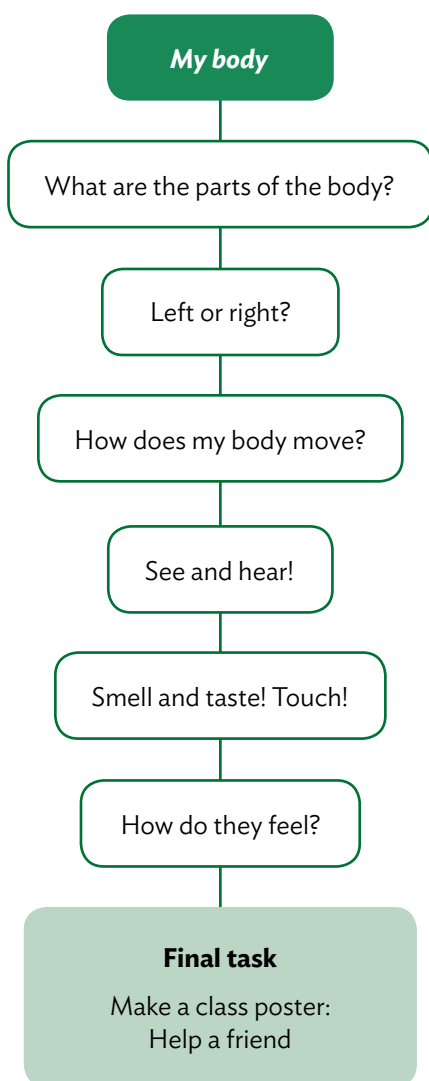 My body
What are the parts of the body?
Left or right?
How does my body move?
See and hear!
Smell and taste! Touch!
How do they feel?
Final task
Make a class poster:
Help a friend